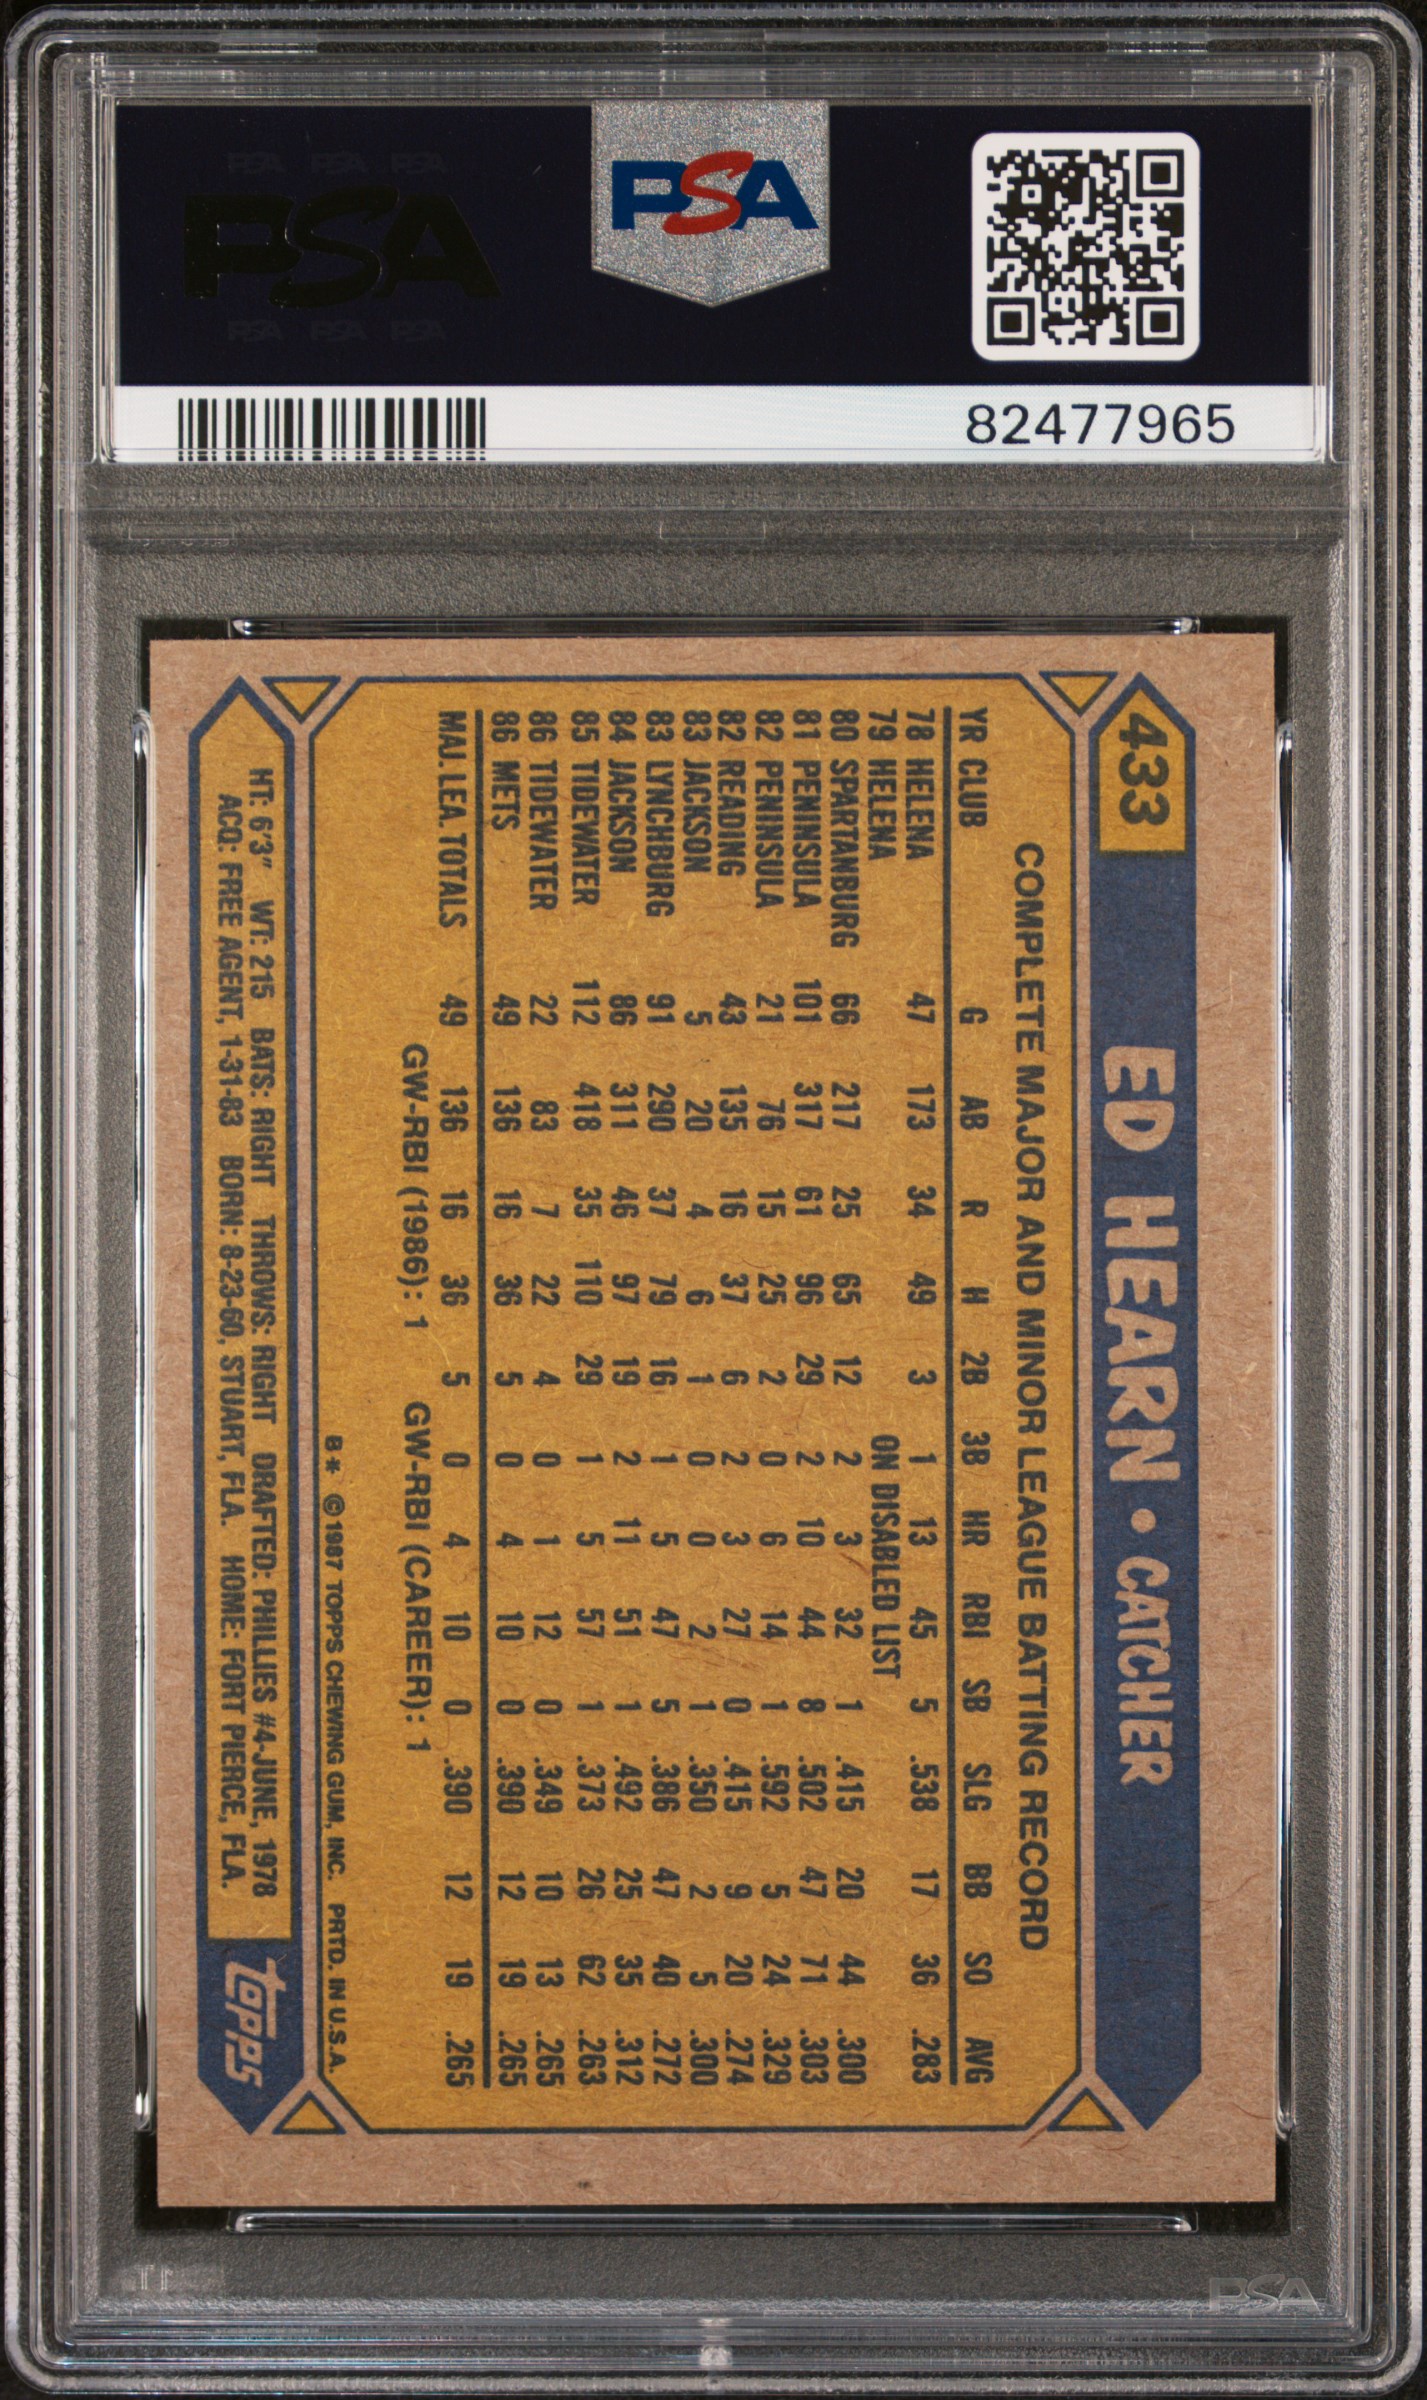 PSA PSA PSA
PSA
PSA PSA PSA
PSA
82477965
433 ED HEARN • CATCHER
COMPLETE MAJOR AND MINOR LEAGUE BATTING RECORD
YR CLUB G AB R H 2B 3B HR RBI SB SLG BB SO AVG
78 HELENA 47 173 34 49 3 1 13 45 5 .538 17 36 .283
79 HELENA ON DISABLED LIST
80 SPARTANBURG 66 217 25 65 12 2 3 32 1 .415 20 44 .300
81 PENINSULA 101 317 61 96 29 2 10 44 8 .502 47 71 .303
82 PENINSULA 21 76 15 25 2 0 6 14 1 .592 5 24 .329
82 READING 43 135 16 37 6 2 3 27 0 .415 9 20 .274
83 JACKSON 5 20 4 6 1 0 0 2 1 .350 2 5 .300
83 LYNCHBURG 91 290 37 79 16 1 5 47 5 .386 47 40 .272
84 JACKSON 86 311 46 97 19 2 11 51 1 .492 25 35 .312
85 TIDEWATER 112 418 35 110 29 1 5 57 1 .373 26 62 .263
86 TIDEWATER 22 83 7 22 4 0 1 12 0 .349 10 13 .265
86 METS 49 136 16 36 5 0 4 10 0 .390 12 19 .265
MAJ. LEA. TOTALS 49 136 16 36 5 0 4 10 0 .390 12 19 .265
GW-RBI (1986): 1 GW-RBI (CAREER): 1
B* © 1987 TOPPS CHEWING GUM, INC. PRTD. IN U.S.A.
HT: 6'3" WT: 215 BATS: RIGHT THROWS: RIGHT DRAFTED: PHILLIES #4-JUNE, 1978
ACQ: FREE AGENT, 1-31-83 BORN: 8-23-60, STUART, FLA. HOME: FORT PIERCE, FLA.
topps
PSA